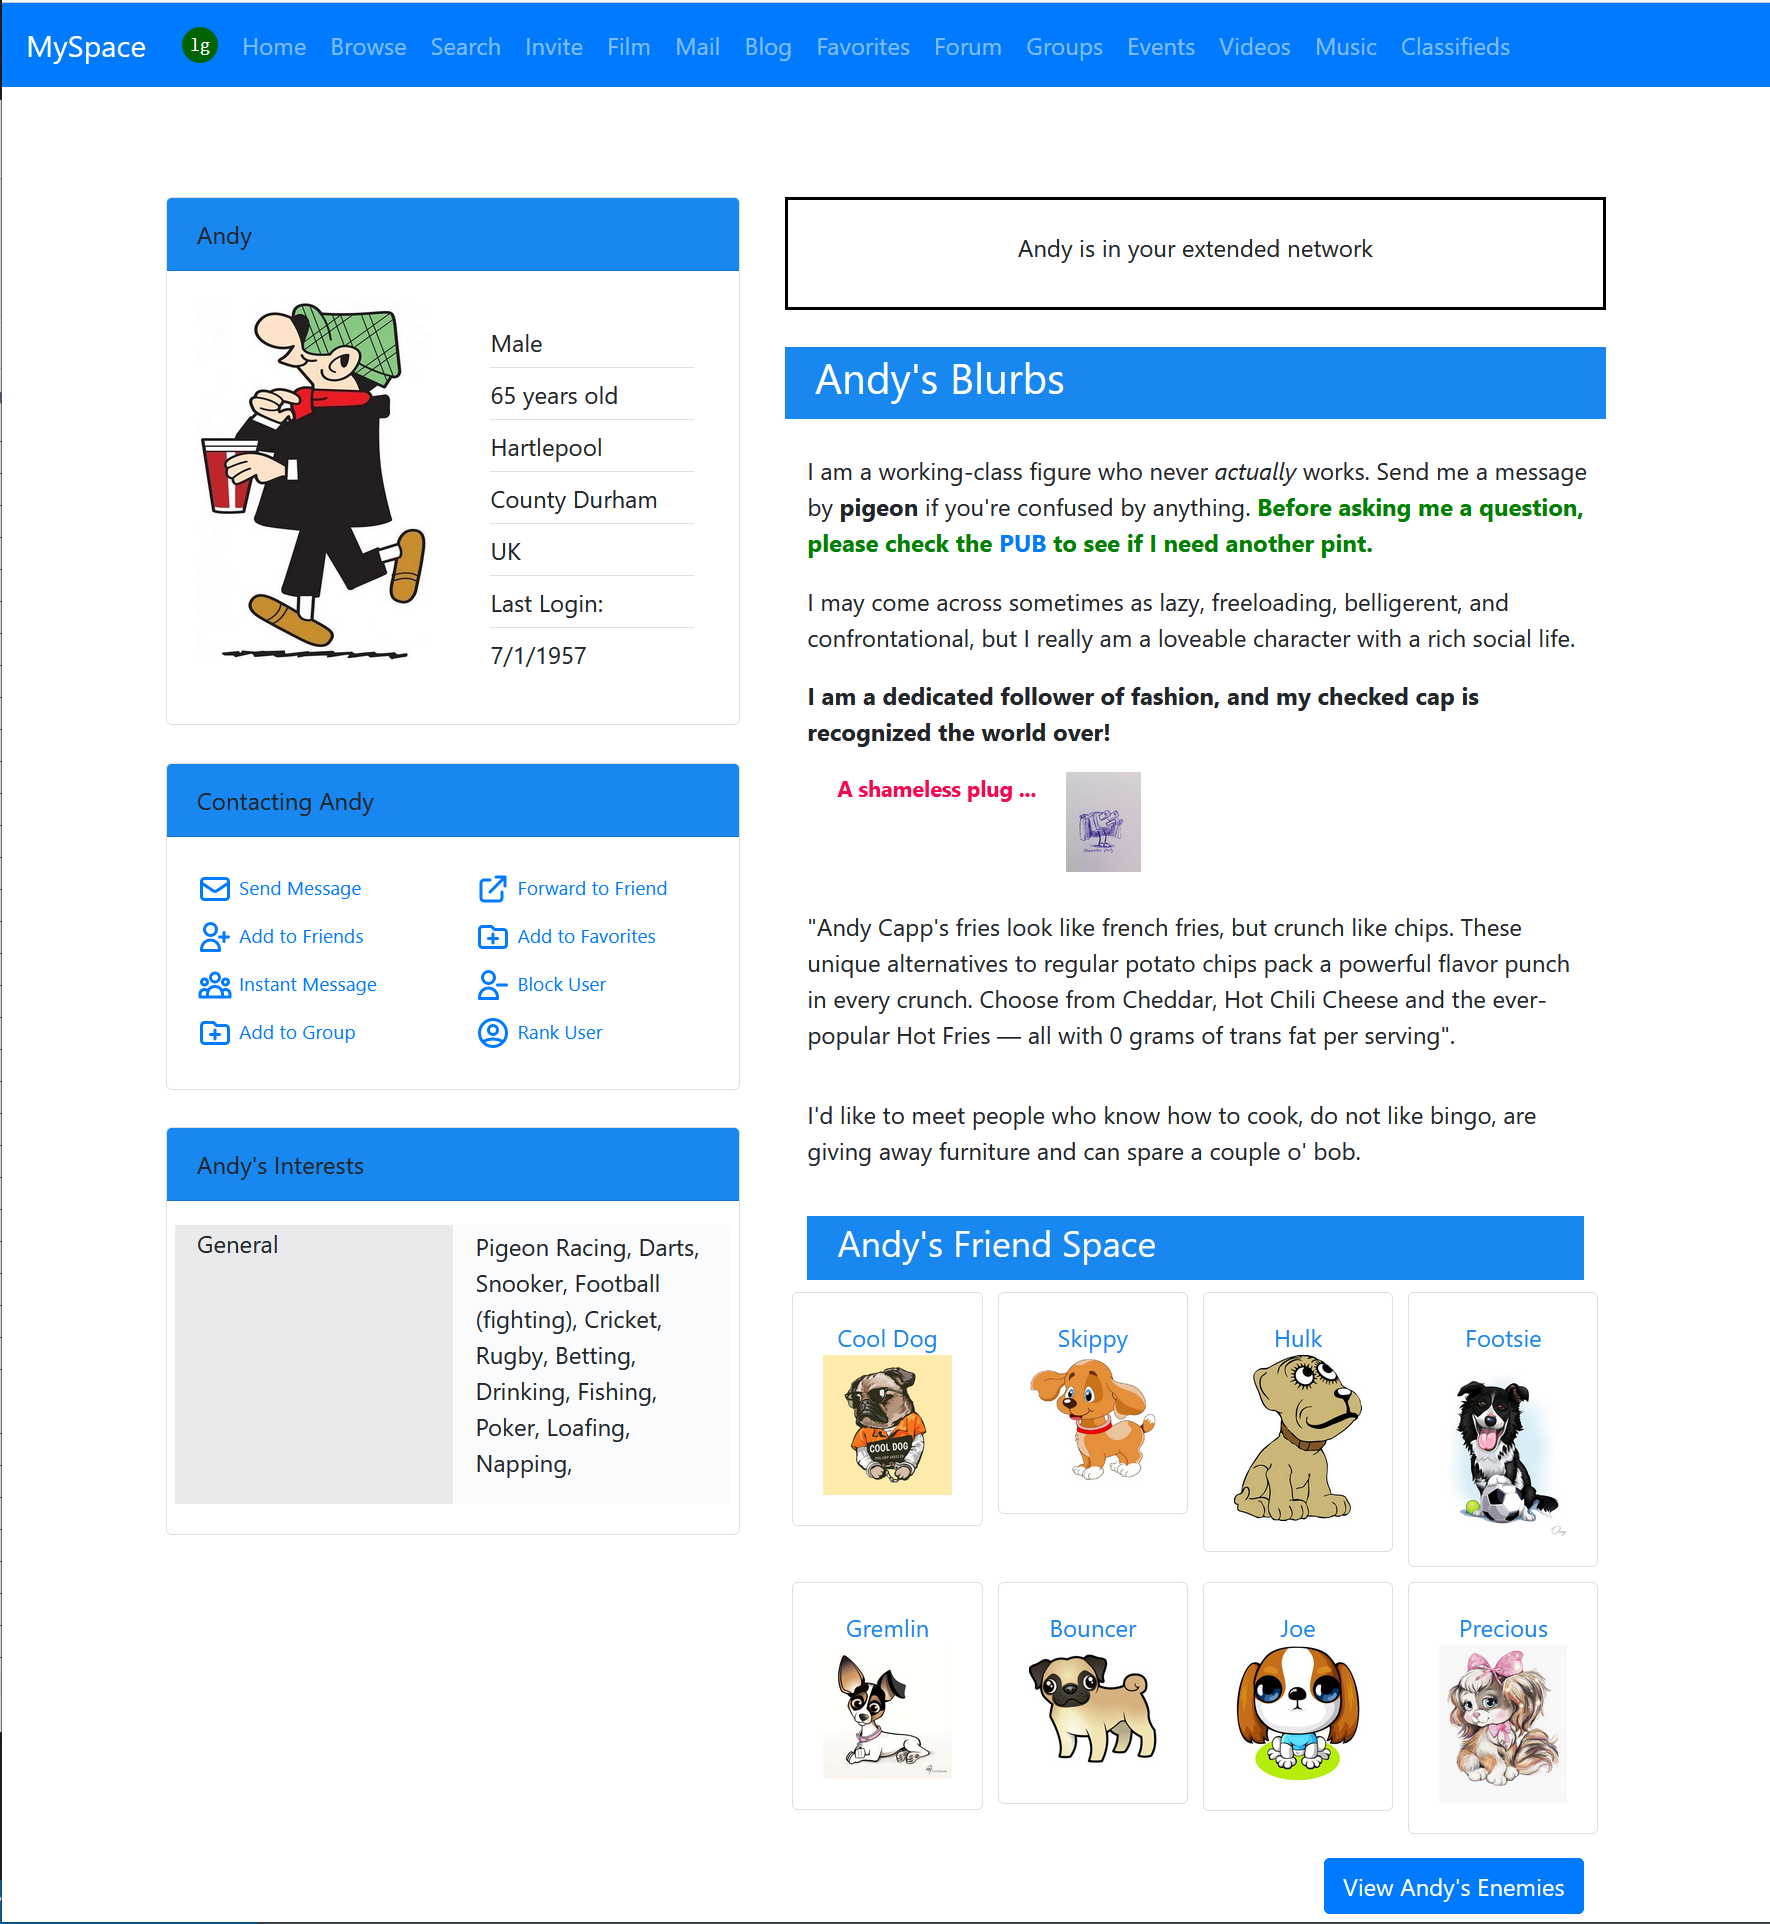 MySpace lg Home Browse Search Invite Film Mail Blog Favorites Forum Groups Events Videos Music Classifieds
Andy
Male
65 years old
Hartlepool
County Durham
UK
Last Login:
7/1/1957
Contacting Andy
Send Message Forward to Friend
Add to Friends Add to Favorites
Instant Message Block User
Add to Group Rank User
Andy's Interests
General
Pigeon Racing, Darts,
Snooker, Football
(fighting), Cricket,
Rugby, Betting,
Drinking, Fishing,
Poker, Loafing,
Napping,
Andy is in your extended network
Andy's Blurbs
I am a working-class figure who never actually works. Send me a message
by pigeon if you're confused by anything. Before asking me a question,
please check the PUB to see if I need another pint.
I may come across sometimes as lazy, freeloading, belligerent, and
confrontational, but I really am a loveable character with a rich social life.
I am a dedicated follower of fashion, and my checked cap is
recognized the world over!
A shameless plug ...
"Andy Capp's fries look like french fries, but crunch like chips. These
unique alternatives to regular potato chips pack a powerful flavor punch
in every crunch. Choose from Cheddar, Hot Chili Cheese and the ever-
popular Hot Fries — all with 0 grams of trans fat per serving".
I'd like to meet people who know how to cook, do not like bingo, are
giving away furniture and can spare a couple o' bob.
Andy's Friend Space
Cool Dog Skippy Hulk Footsie
COOL DOG
Gremlin Bouncer Joe Precious
View Andy's Enemies